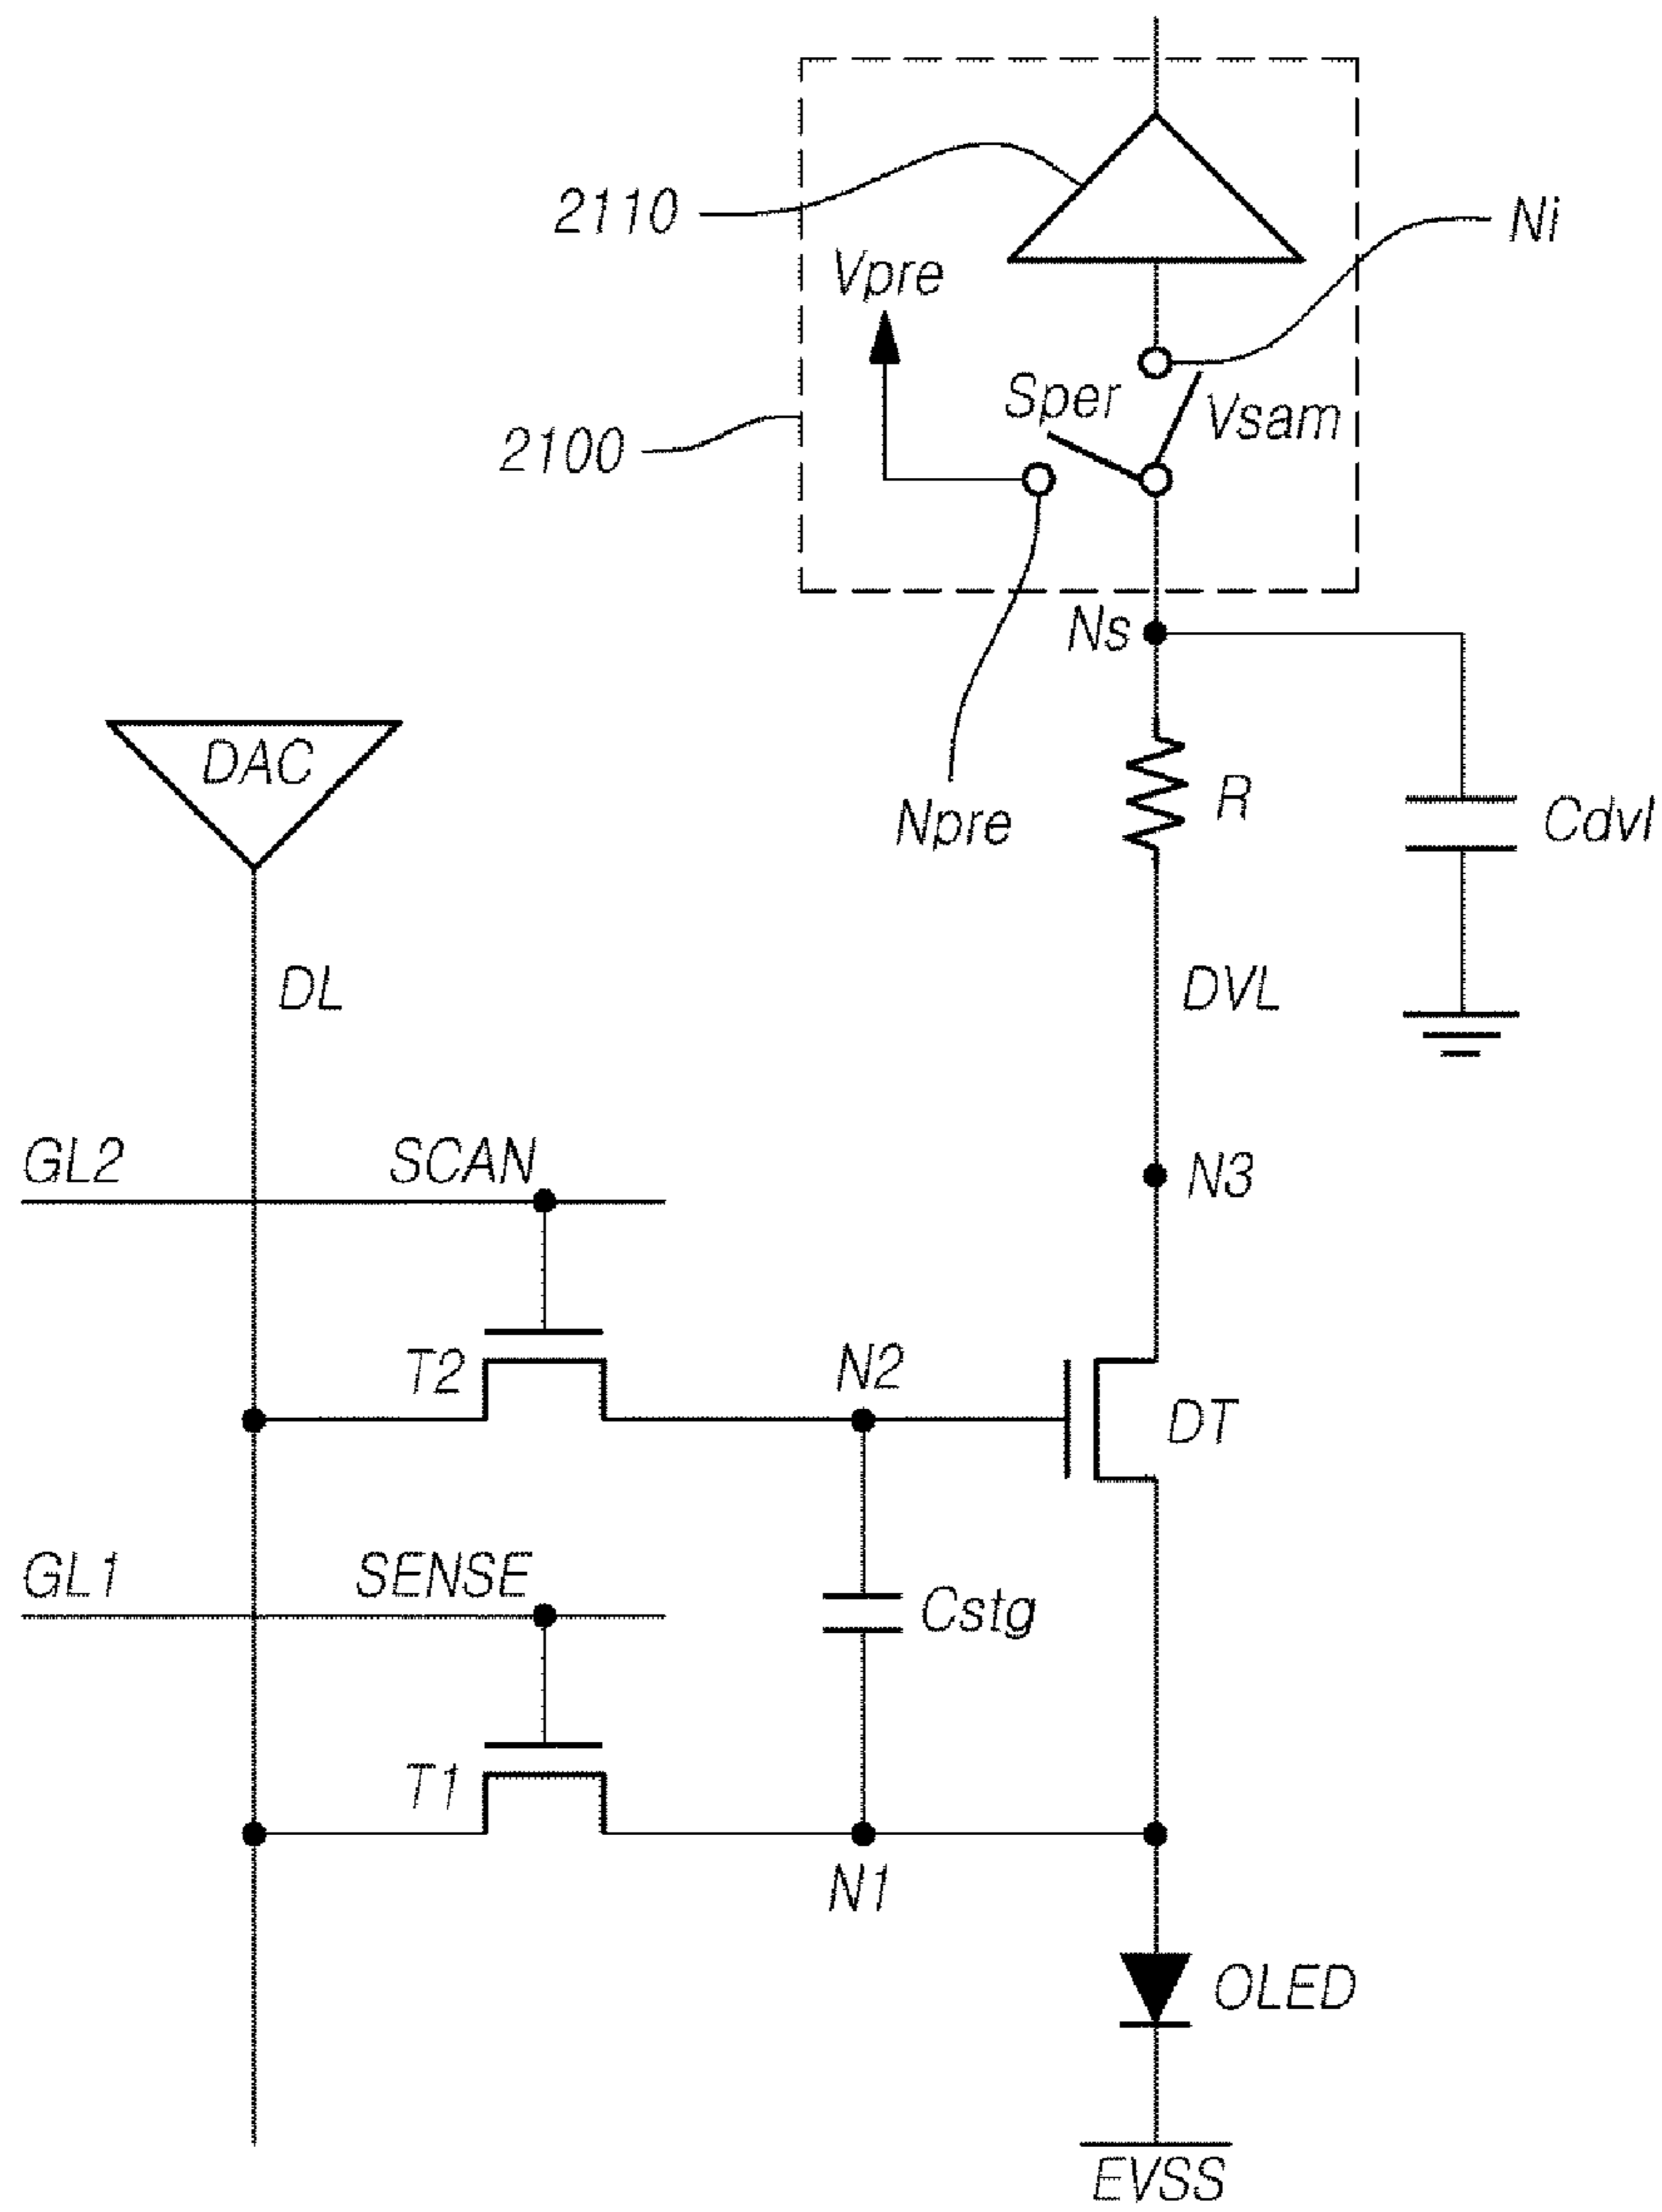 2110
Ni
Vpre
Sper
Vsam
2100
Ns
DAC
Npre
R
Cdvl
DL
DVL
GL2
SCAN
N3
T2
N2
DT
GL1
SENSE
Cstg
T1
N1
OLED
EVSS